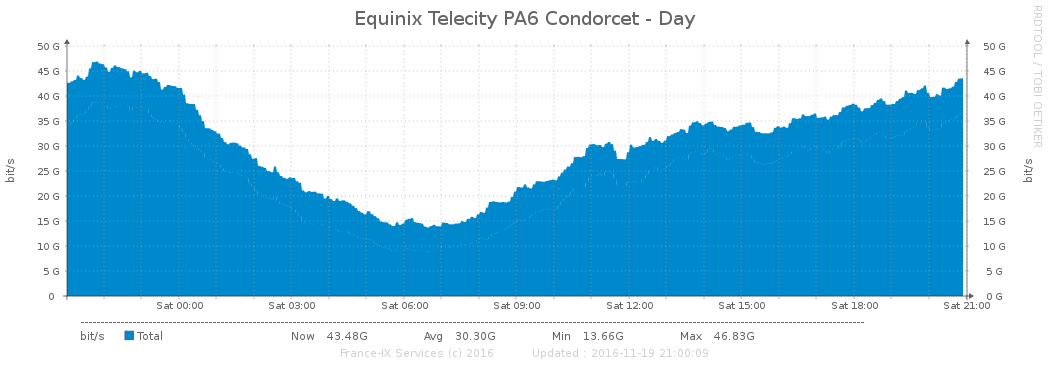 Equinix Telecity PA6 Condorcet - Day
RRDTOOL / TOBI OETIKER
50 G 50 G
45 G 45 G
40 G 40 G
35 G 35 G
30 G 30 G
25 G 25 G
20 G 20 G
15 G 15 G
10 G 10 G
5 G 5 G
0 0 G
bit/s bit/s
Sat 00:00 Sat 03:00 Sat 06:00 Sat 09:00 Sat 12:00 Sat 15:00 Sat 18:00 Sat 21:00
bit/s Total Now 43.48G Avg 30.30G Min 13.66G Max 46.83G
France-IX Services (c) 2016 Updated : 2016-11-19 21:00:09